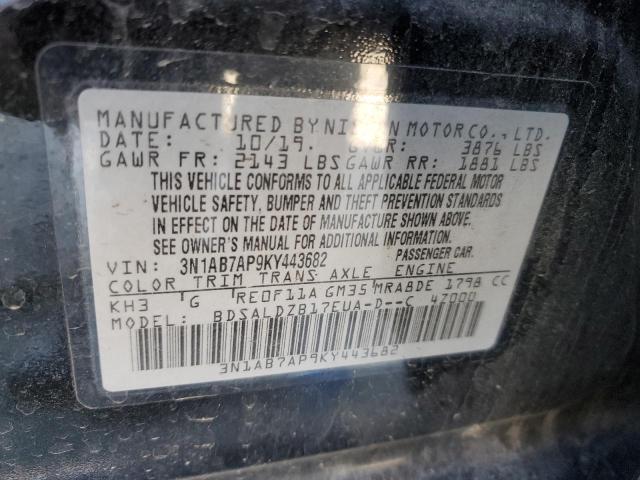 MANUFACTURED BY NISSAN MOTOR CO., LTD.
DATE: 10/19. GVWR: 3876 LBS
GAWR FR: 2143 LBS GAWR RR: 1881 LBS
THIS VEHICLE CONFORMS TO ALL APPLICABLE FEDERAL MOTOR
VEHICLE SAFETY, BUMPER AND THEFT PREVENTION STANDARDS
IN EFFECT ON THE DATE OF MANUFACTURE SHOWN ABOVE.
SEE OWNER'S MANUAL FOR ADDITIONAL INFORMATION.
VIN: 3N1AB7AP9KY443682 PASSENGER CAR.
COLOR TRIM TRANS AXLE ENGINE
KH3 G RE0F11A GM35 MRA8DE 1798 CC
MODEL: BDSALDZB17EUA-D--C 47000
3N1AB7AP9KY443682